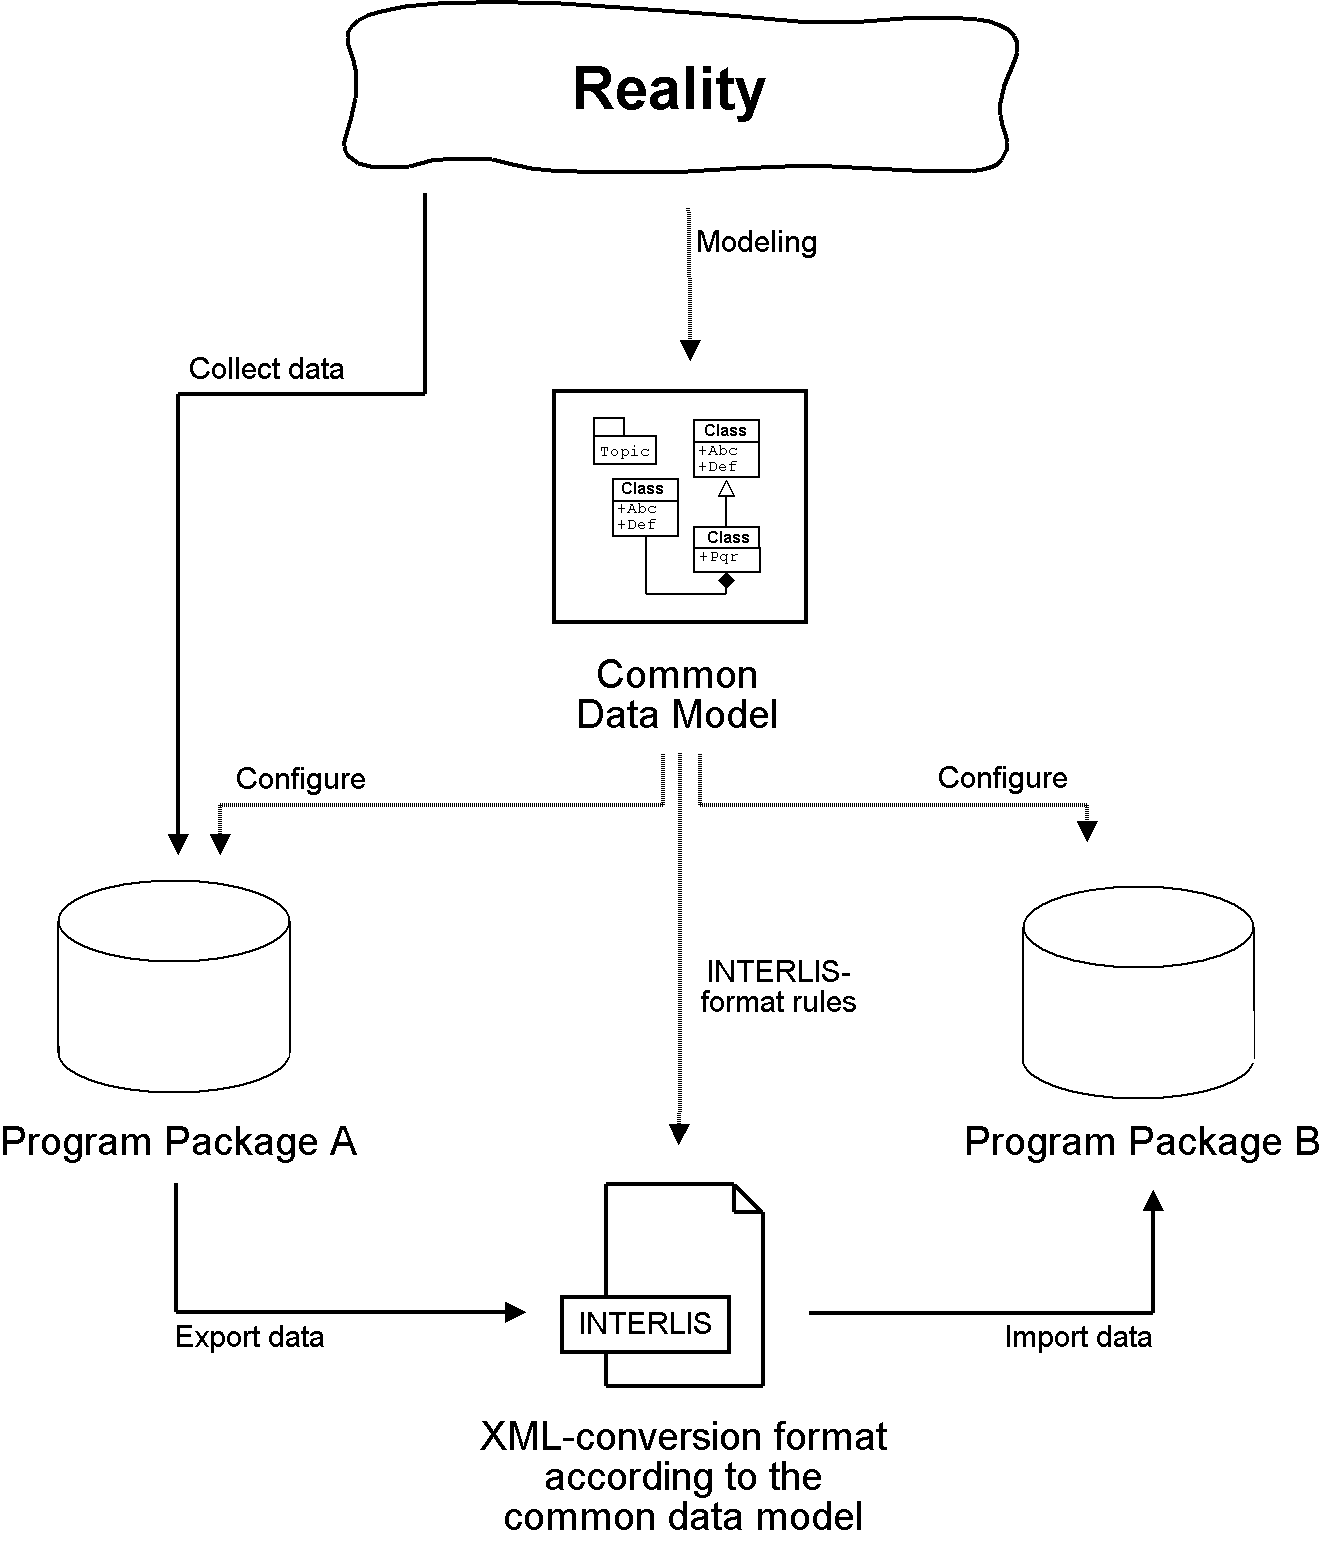 Reality
Modeling
Collect data
Topic
Class
+Abc
+Def
Class
+Abc
+Def
Class
+Pqr
Common
Data Model
Configure
Configure
INTERLIS-
format rules
Program Package A
Program Package B
INTERLIS
Export data
Import data
XML-conversion format
according to the
common data model